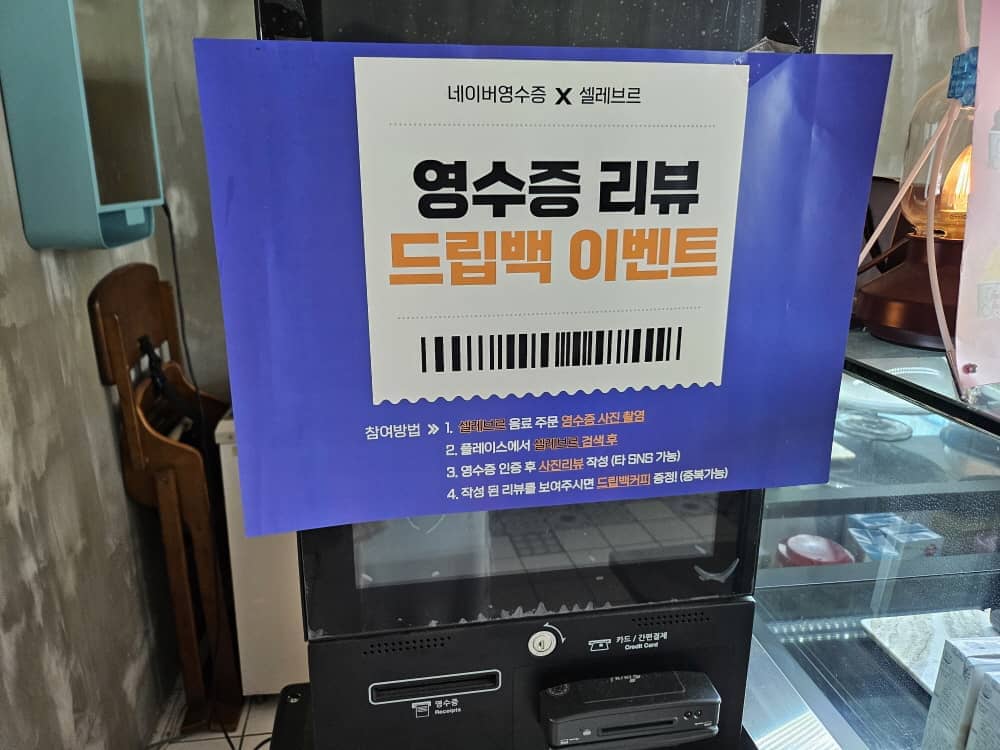 네이버영수증 X 셀레브르
영수증 리뷰
드립백 이벤트
참여방법 » 1. 셀레브르 음료 주문 영수증 사진 촬영
2. 플레이스에서 셀레브르 검색 후
3. 영수증 인증 후 사진리뷰 작성 (타 SNS 가능)
4. 작성 된 리뷰를 보여주시면 드립백커피 증정! (중복가능)
카드 / 간편결제
Credit Card
영수증
Receipts